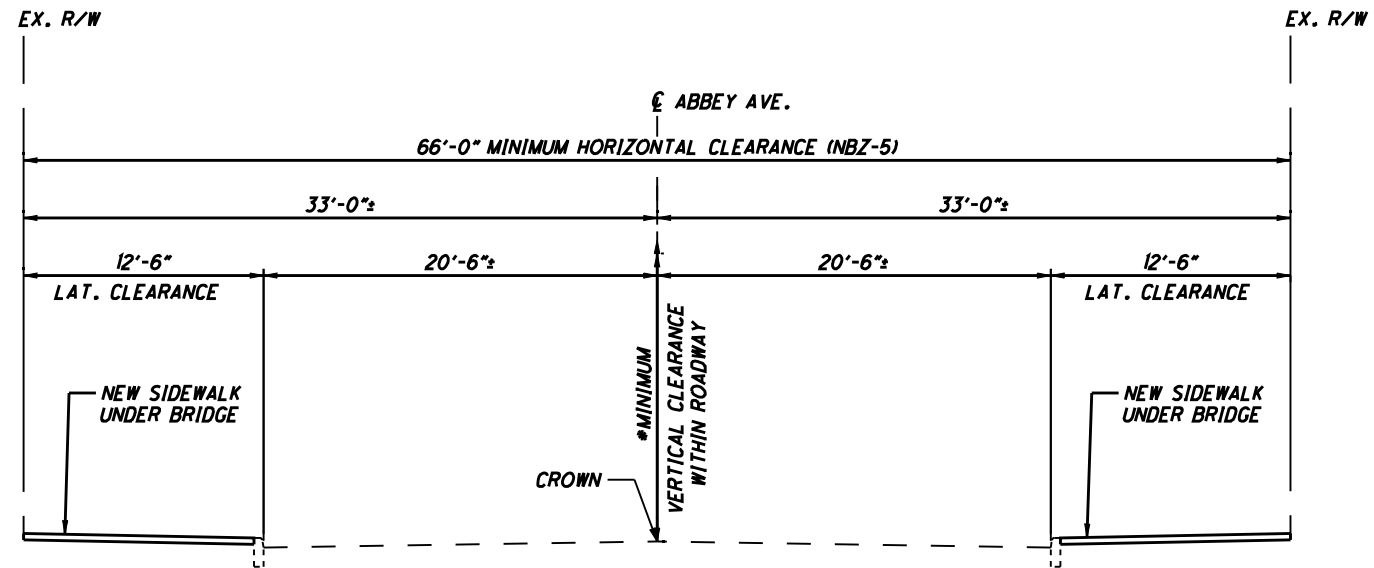 EX. R/W
EX. R/W
℄ ABBEY AVE.
66'-0" MINIMUM HORIZONTAL CLEARANCE (NBZ-5)
33'-0"±
33'-0"±
12'-6"
20'-6"±
20'-6"±
12'-6"
LAT. CLEARANCE
LAT. CLEARANCE
*MINIMUM
VERTICAL CLEARANCE
WITHIN ROADWAY
NEW SIDEWALK
UNDER BRIDGE
NEW SIDEWALK
UNDER BRIDGE
CROWN